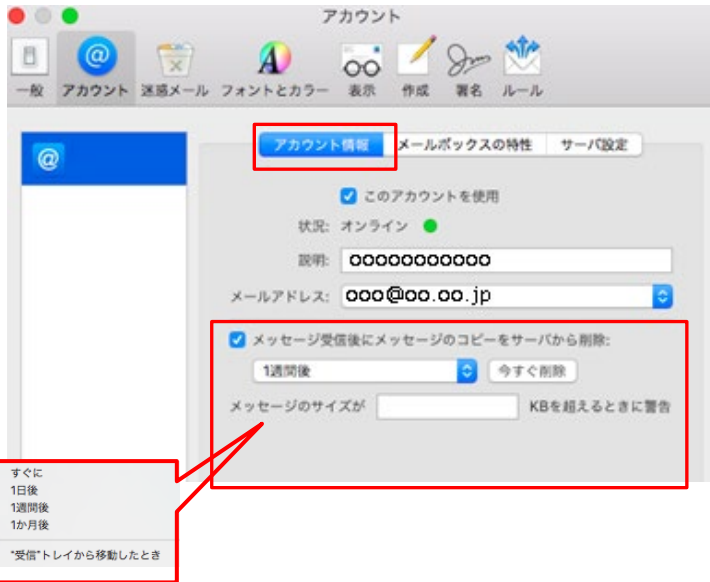 アカウント
一般 アカウント 迷惑メール フォントとカラー 表示 作成 署名 ルール
アカウント情報 メールボックスの特性 サーバ設定
このアカウントを使用
状況: オンライン
説明: ooooooooooo
メールアドレス: ooo@oo.oo.jp
メッセージ受信後にメッセージのコピーをサーバから削除:
1週間後 今すぐ削除
メッセージのサイズが KBを超えるときに警告
すぐに
1日後
1週間後
1か月後
"受信"トレイから移動したとき